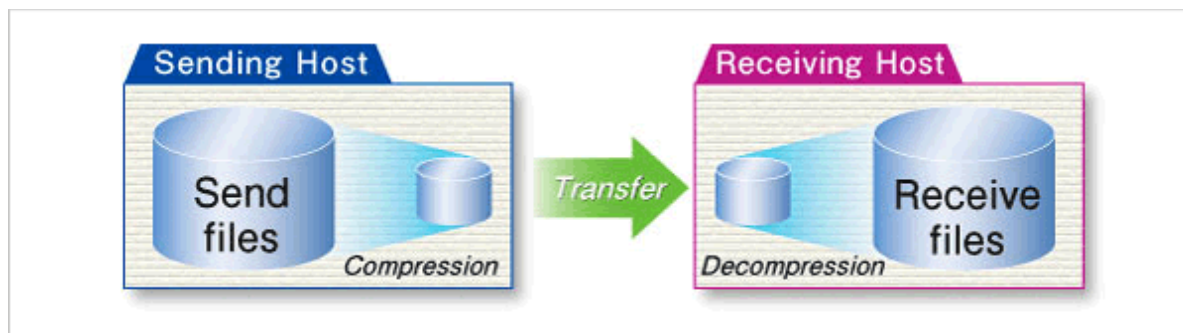 Sending Host
Send
files
Compression
Transfer
Receiving Host
Decompression
Receive
files